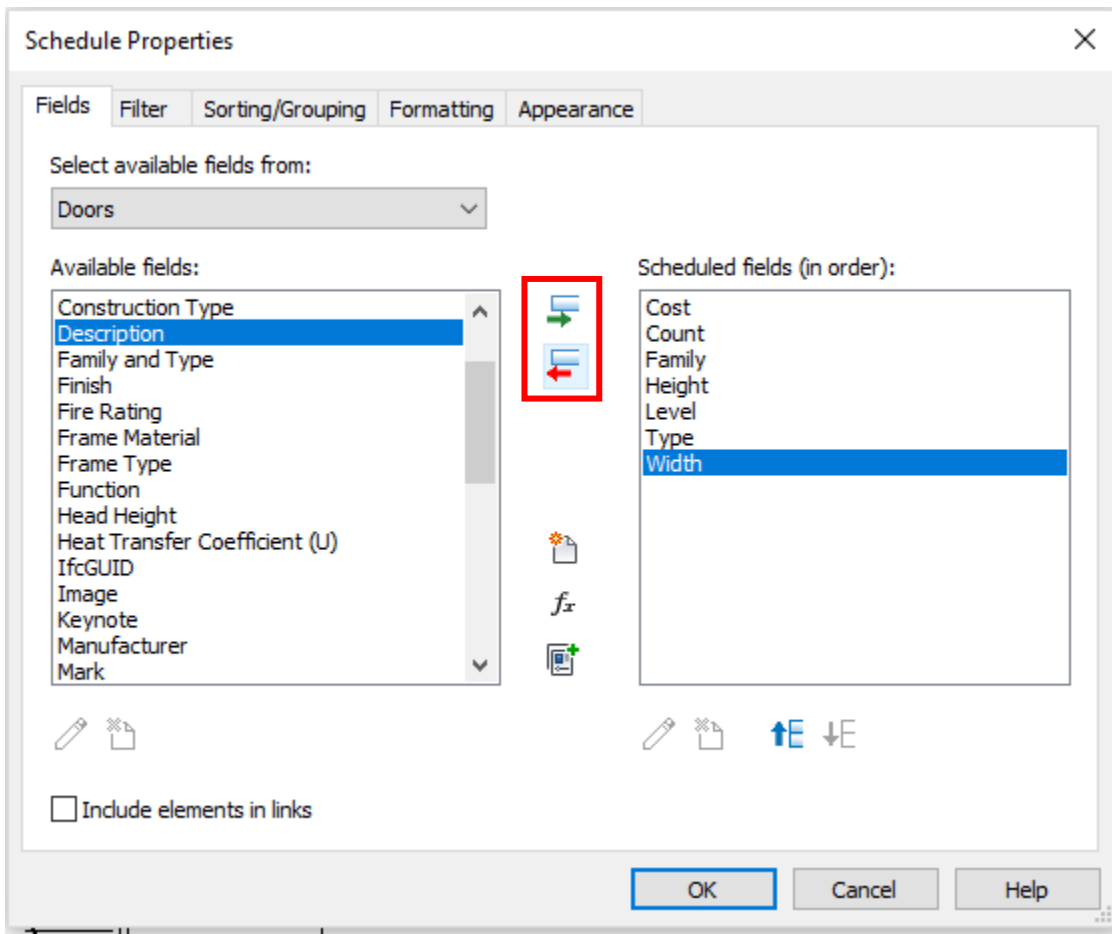 Schedule Properties
Fields Filter Sorting/Grouping Formatting Appearance
Select available fields from:
Doors
Available fields:
Construction Type
Description
Family and Type
Finish
Fire Rating
Frame Material
Frame Type
Function
Head Height
Heat Transfer Coefficient (U)
IfcGUID
Image
Keynote
Manufacturer
Mark
fx
Scheduled fields (in order):
Cost
Count
Family
Height
Level
Type
Width
Include elements in links
OK Cancel Help